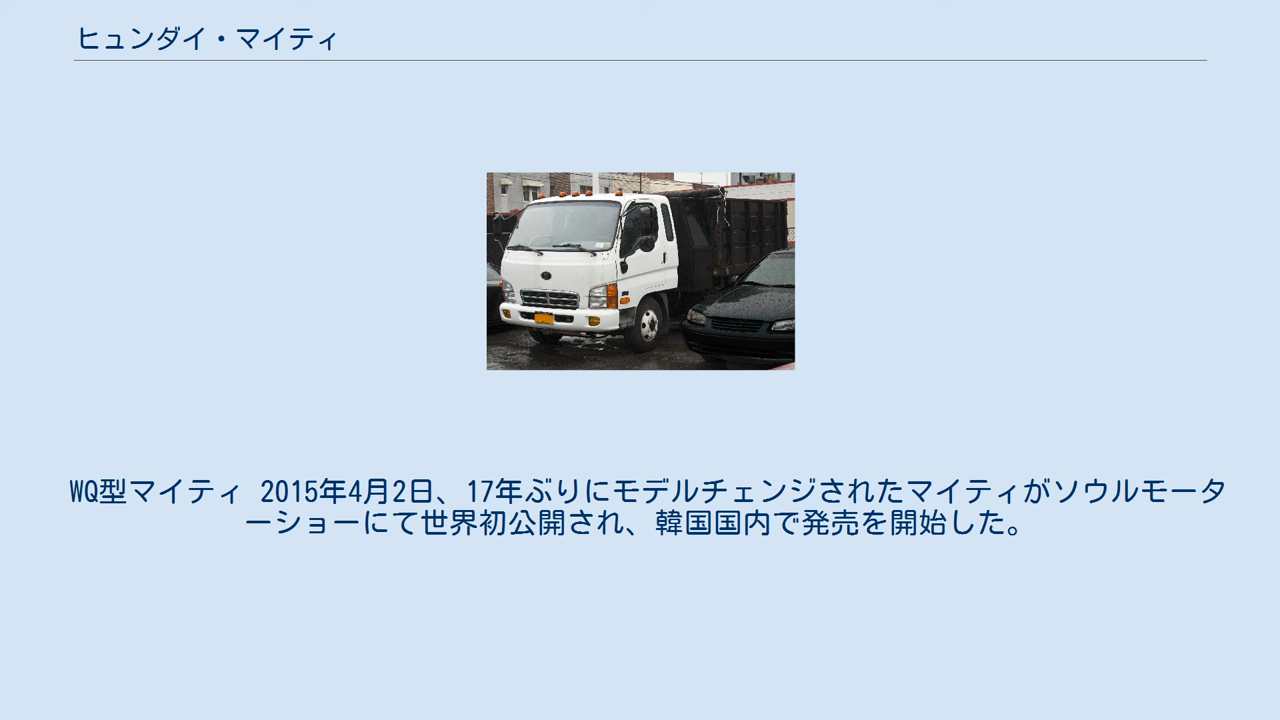 ヒュンダイ・マイティ
WQ型マイティ 2015年4月2日、17年ぶりにモデルチェンジされたマイティがソウルモータ
ーショーにて世界初公開され、韓国国内で発売を開始した。